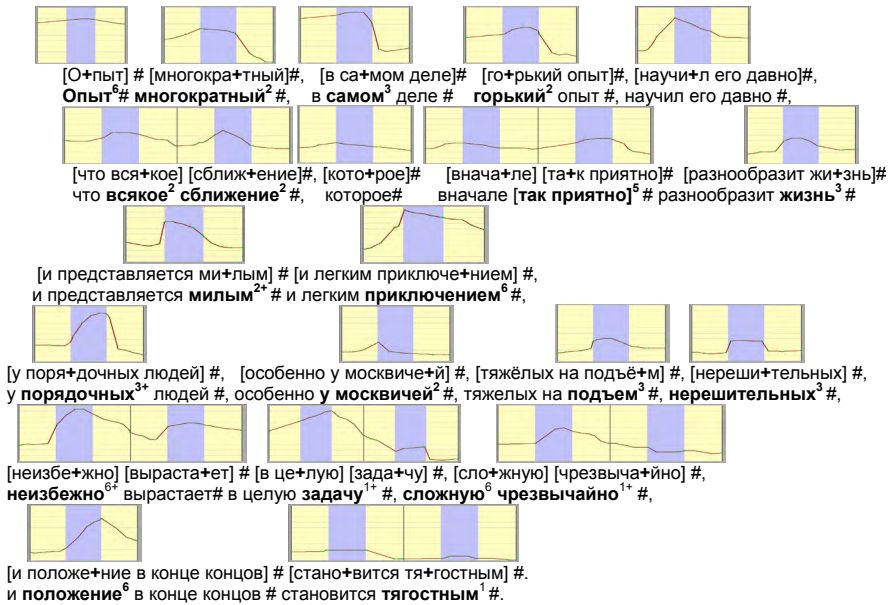 [О+пыт] # [многокра+тный]#, [в са+мом деле]# [го+рький опыт]#, [научи+л его давно]#,
Опыт⁶# многократный² #, в самом³ деле # горький² опыт #, научил его давно #,
[что вся+кое] [сближ+ение]#, [кото+рое]# [внача+ле] [та+к приятно]# [разнообразит жи+знь]#
что всякое² сближение² #, которое# вначале [так приятно]⁵ # разнообразит жизнь³ #
[и представляется ми+лым] # [и легким приключе+нием] #,
и представляется милым²⁺ # и легким приключением⁶ #,
[у поря+дочных людей] #, [особенно у москвиче+й] #, [тяжёлых на подъё+м] #, [нереши+тельных] #,
у порядочных³⁺ людей #, особенно у москвичей² #, тяжелых на подъем³ #, нерешительных³ #,
[неизбе+жно] [выраста+ет] # [в це+лую] [зада+чу] #, [сло+жную] [чрезвыча+йно] #,
неизбежно⁶⁺ вырастает# в целую задачу¹⁺ #, сложную⁶ чрезвычайно¹⁺ #,
[и положе+ние в конце концов] # [стано+вится тя+гостным] #.
и положение⁶ в конце концов # становится тягостным¹ #.